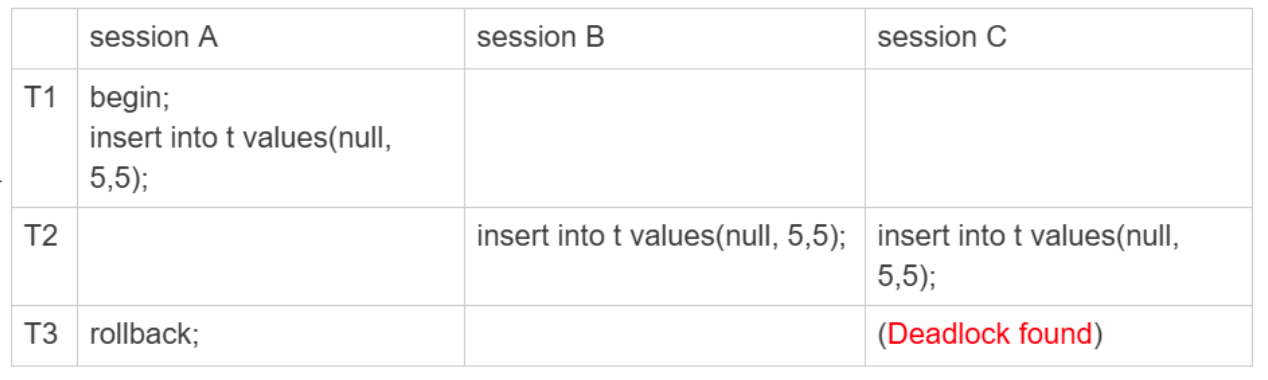 session A session B session C
T1 begin;
insert into t values(null,
5,5);
T2 insert into t values(null, 5,5); insert into t values(null,
5,5);
T3 rollback; (Deadlock found)